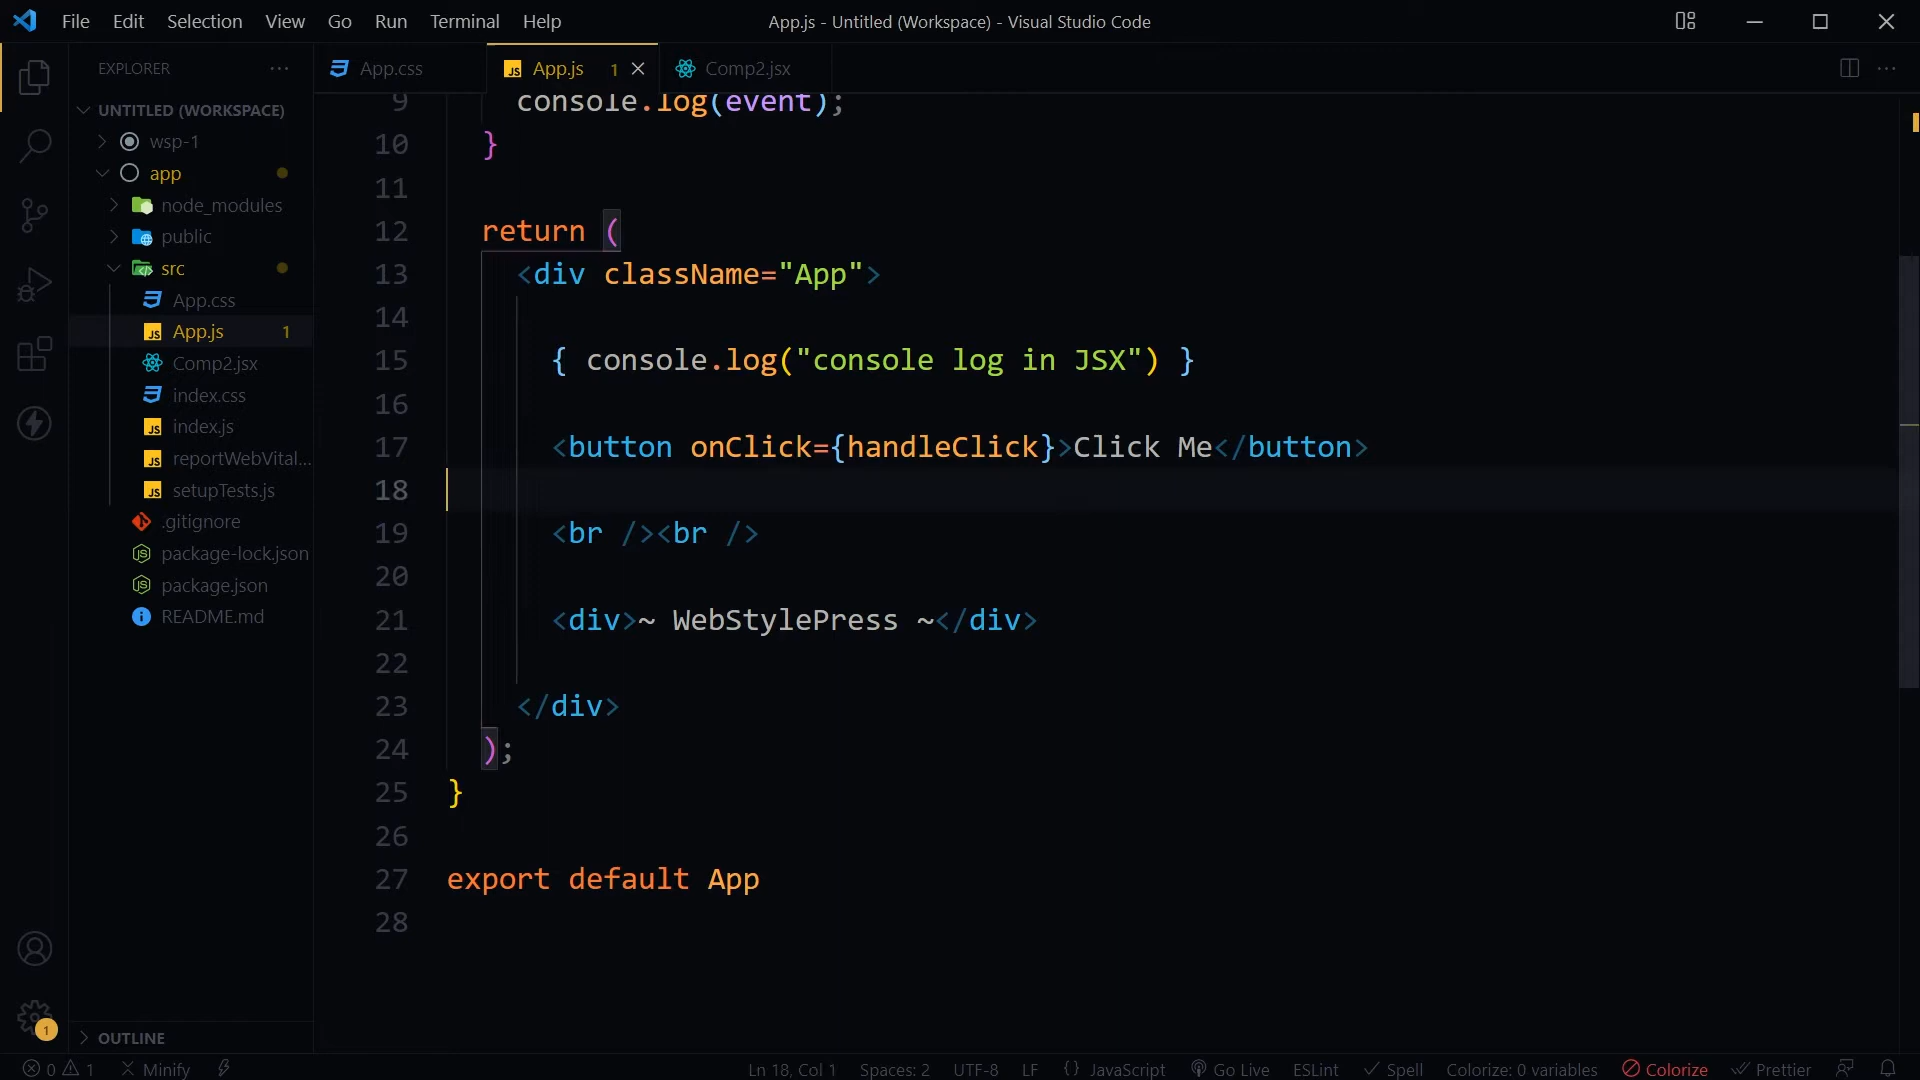 File Edit Selection View Go Run Terminal Help
App.js - Untitled (Workspace) - Visual Studio Code
EXPLORER
UNTITLED (WORKSPACE)
wsp-1
app
node_modules
public
src
App.css
App.js 1
Comp2.jsx
index.css
index.js
reportWebVital...
setupTests.js
.gitignore
package-lock.json
package.json
README.md
OUTLINE
1
App.css
App.js 1
Comp2.jsx
9 console.log(event);
10 }
11
12 return (
13 <div className="App">
14
15 { console.log("console log in JSX") }
16
17 <button onClick={handleClick}>Click Me</button>
18
19 <br /><br />
20
21 <div>~ WebStylePress ~</div>
22
23 </div>
24 );
25 }
26
27 export default App
28
0 1 Minify
Ln 18, Col 1 Spaces: 2 UTF-8 LF {} JavaScript Go Live ESLint Spell Colorize: 0 variables Colorize Prettier